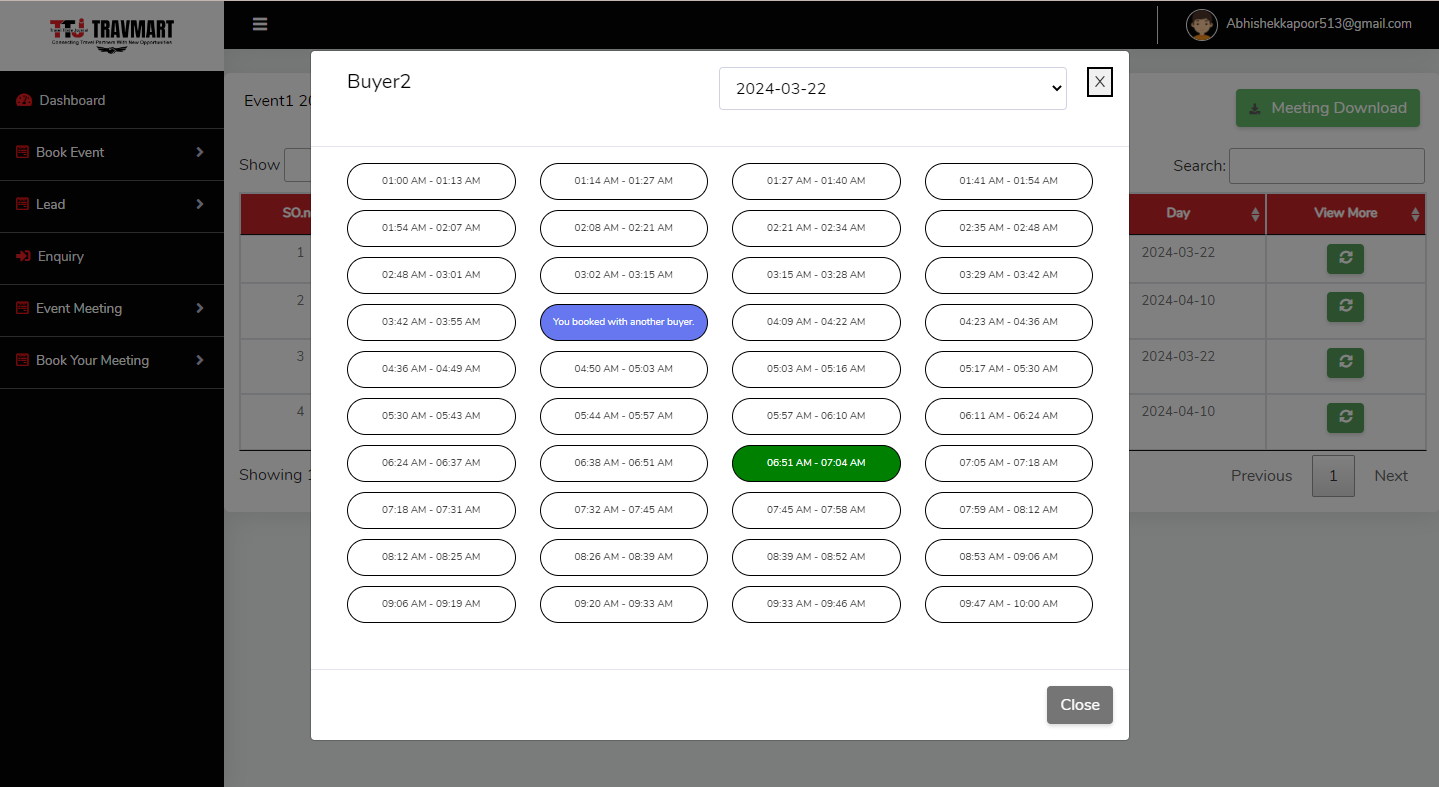 TTJ TRAVMART
Connecting Travel Partners With New Opportunities
Abhishekkapoor513@gmail.com
Dashboard
Book Event
Lead
Enquiry
Event Meeting
Book Your Meeting
Event1
Meeting Download
Show
Search:
SO.n
Day
View More
1
2024-03-22
2
2024-04-10
3
2024-03-22
4
2024-04-10
Showing
Previous
1
Next
Buyer2
2024-03-22
X
01:00 AM - 01:13 AM
01:14 AM - 01:27 AM
01:27 AM - 01:40 AM
01:41 AM - 01:54 AM
01:54 AM - 02:07 AM
02:08 AM - 02:21 AM
02:21 AM - 02:34 AM
02:35 AM - 02:48 AM
02:48 AM - 03:01 AM
03:02 AM - 03:15 AM
03:15 AM - 03:28 AM
03:29 AM - 03:42 AM
03:42 AM - 03:55 AM
You booked with another buyer.
04:09 AM - 04:22 AM
04:23 AM - 04:36 AM
04:36 AM - 04:49 AM
04:50 AM - 05:03 AM
05:03 AM - 05:16 AM
05:17 AM - 05:30 AM
05:30 AM - 05:43 AM
05:44 AM - 05:57 AM
05:57 AM - 06:10 AM
06:11 AM - 06:24 AM
06:24 AM - 06:37 AM
06:38 AM - 06:51 AM
06:51 AM - 07:04 AM
07:05 AM - 07:18 AM
07:18 AM - 07:31 AM
07:32 AM - 07:45 AM
07:45 AM - 07:58 AM
07:59 AM - 08:12 AM
08:12 AM - 08:25 AM
08:26 AM - 08:39 AM
08:39 AM - 08:52 AM
08:53 AM - 09:06 AM
09:06 AM - 09:19 AM
09:20 AM - 09:33 AM
09:33 AM - 09:46 AM
09:47 AM - 10:00 AM
Close